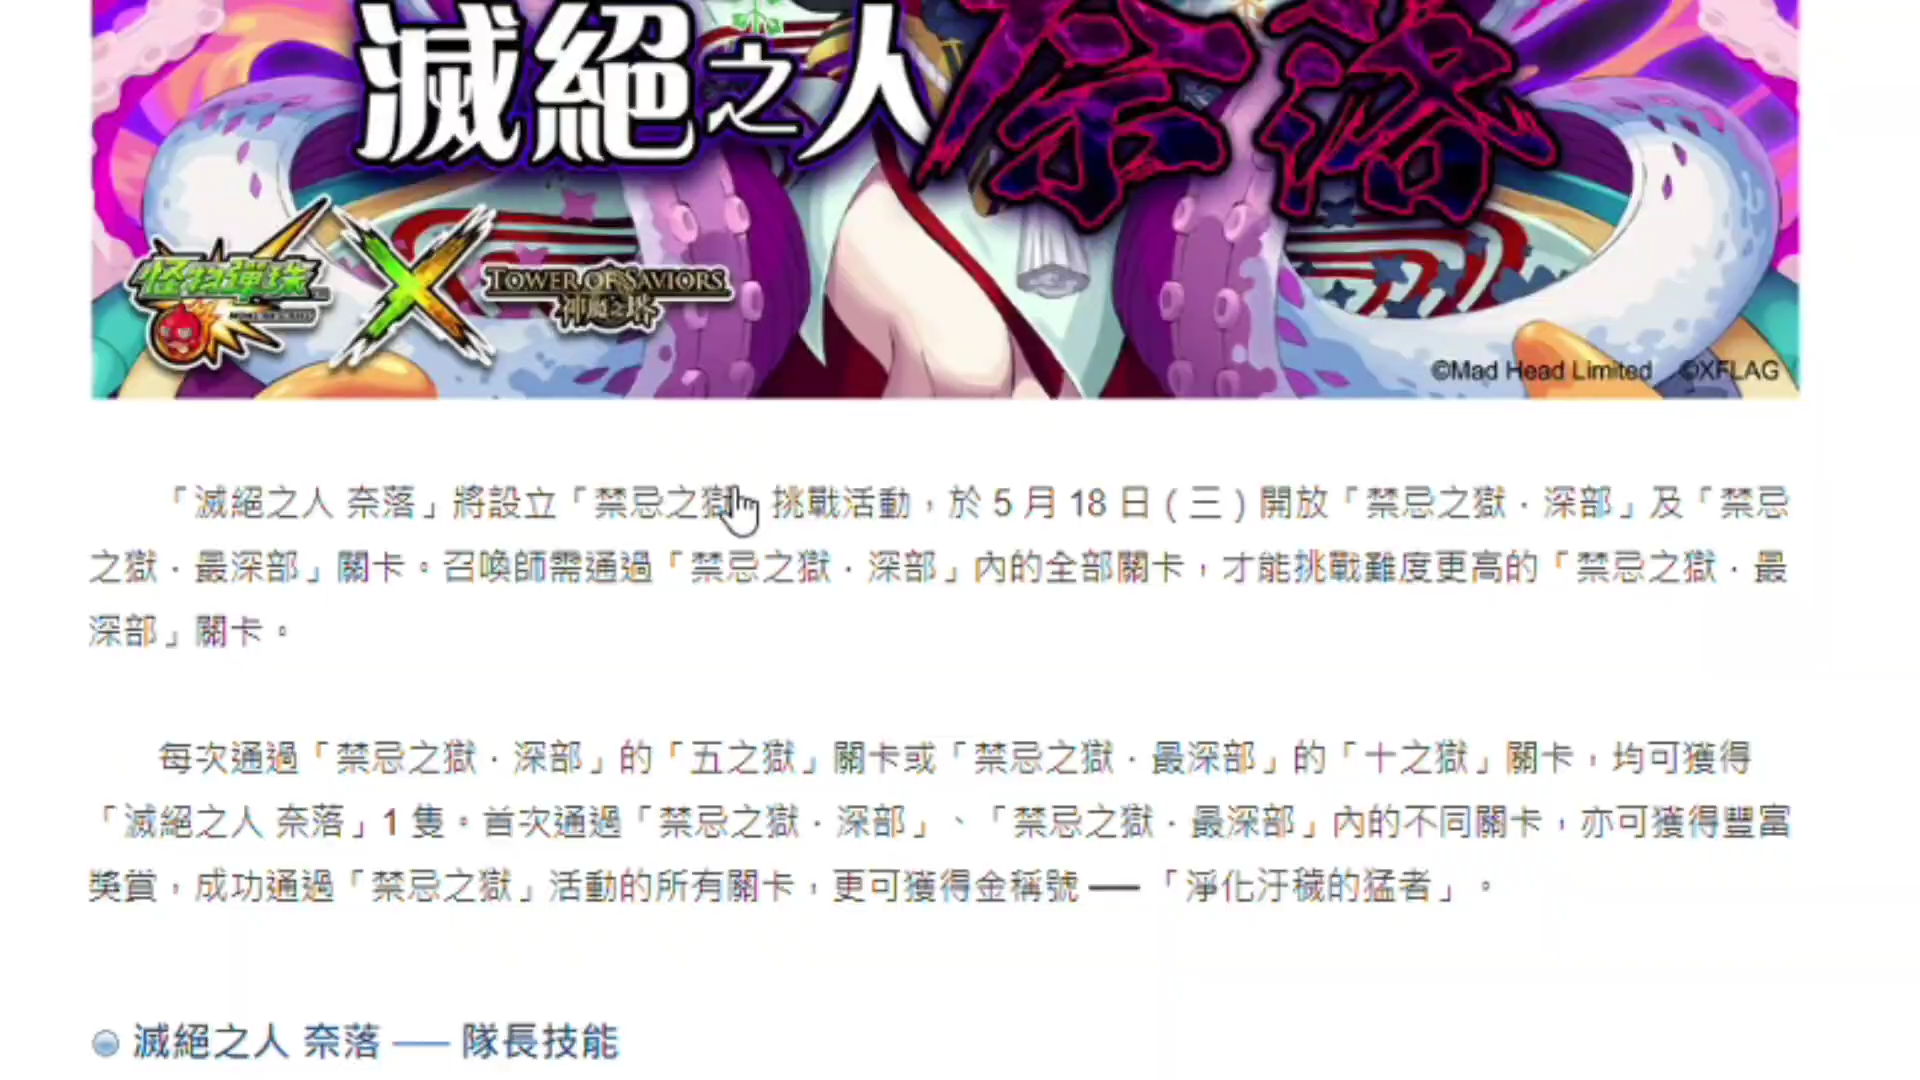 滅絕之人 奈落
怪物彈珠 X TOWER OF SAVIORS
神魔之塔
©Mad Head Limited ©XFLAG
「滅絕之人 奈落」將設立「禁忌之獄 挑戰活動，於 5 月 18 日 ( 三 ) 開放「禁忌之獄．深部」及「禁忌
之獄．最深部」關卡。召喚師需通過「禁忌之獄．深部」內的全部關卡，才能挑戰難度更高的「禁忌之獄．最
深部」關卡。
每次通過「禁忌之獄．深部」的「五之獄」關卡或「禁忌之獄．最深部」的「十之獄」關卡，均可獲得
「滅絕之人 奈落」1 隻。首次通過「禁忌之獄．深部」、「禁忌之獄．最深部」內的不同關卡，亦可獲得豐富
獎賞，成功通過「禁忌之獄」活動的所有關卡，更可獲得金稱號 ——「淨化汙穢的猛者」。
滅絕之人 奈落 —— 隊長技能